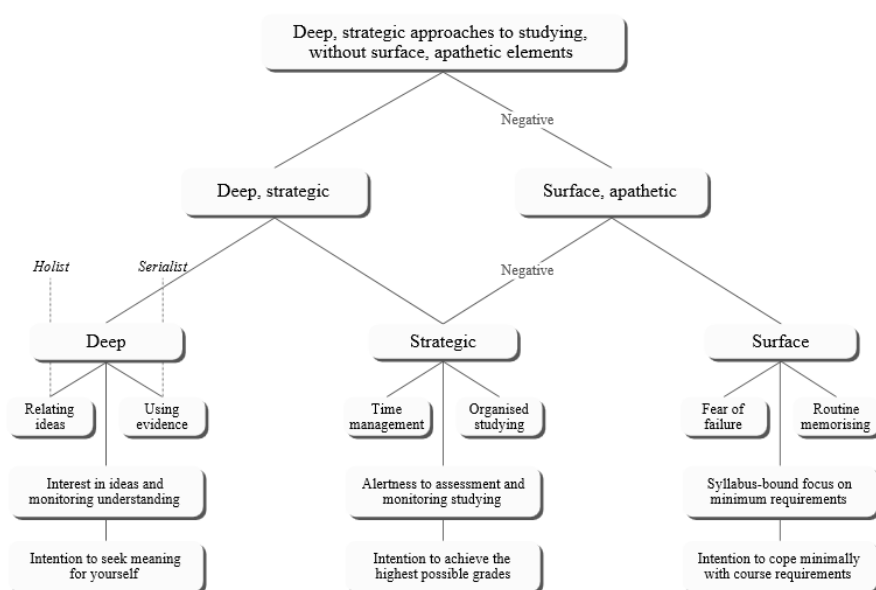 Deep, strategic approaches to studying,
without surface, apathetic elements
Negative
Deep, strategic
Surface, apathetic
Holist
Serialist
Negative
Deep
Strategic
Surface
Relating
ideas
Using
evidence
Time
management
Organised
studying
Fear of
failure
Routine
memorising
Interest in ideas and
monitoring understanding
Alertness to assessment and
monitoring studying
Syllabus-bound focus on
minimum requirements
Intention to seek meaning
for yourself
Intention to achieve the
highest possible grades
Intention to cope minimally
with course requirements